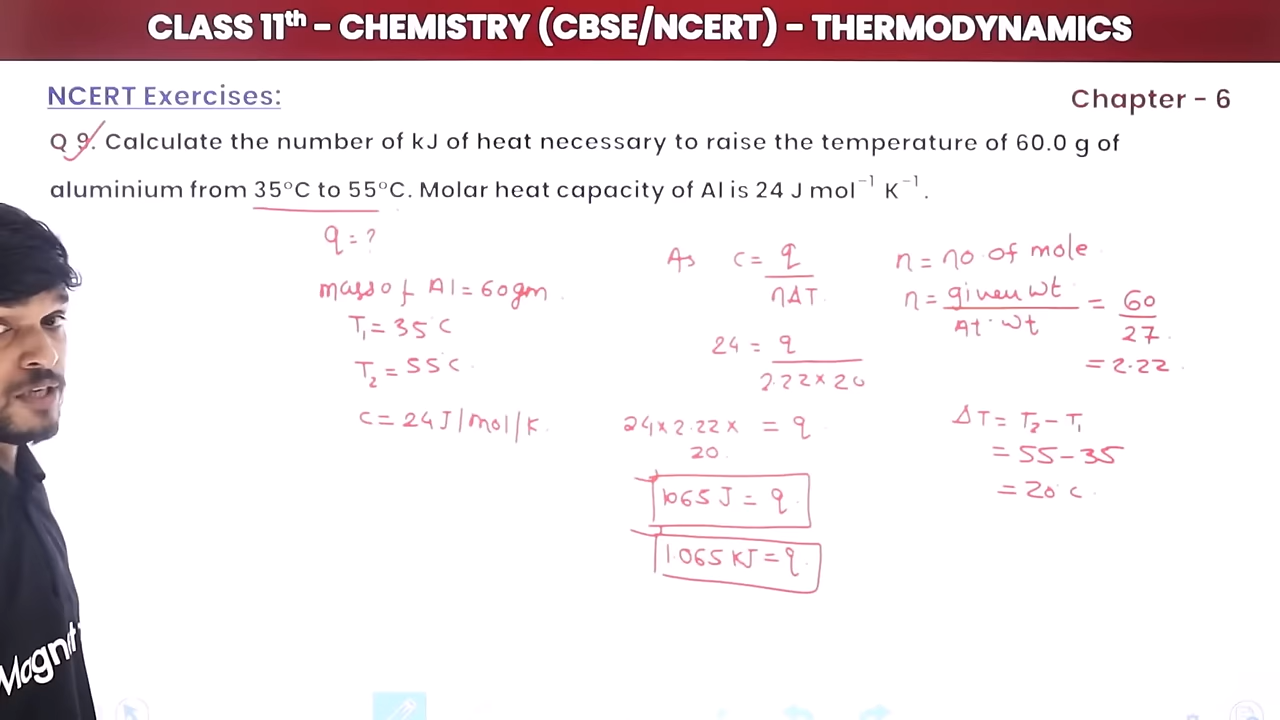 CLASS 11th – CHEMISTRY (CBSE/NCERT) – THERMODYNAMICS
NCERT Exercises:
Chapter - 6
Q 9. Calculate the number of kJ of heat necessary to raise the temperature of 60.0 g of
aluminium from 35°C to 55°C. Molar heat capacity of Al is 24 J mol⁻¹ K⁻¹.
q = ?
mass of Al = 60 gm
T₁ = 35°C
T₂ = 55°C
C = 24 J/mol/K
As C = q / nΔT
24 = q / 2.22 × 20
24 × 2.22 × 20 = q
1065 J = q
1.065 KJ = q
n = no. of mole
n = given wt / At. wt = 60 / 27
= 2.22
ΔT = T₂ – T₁
= 55 – 35
= 20°C
Magnet